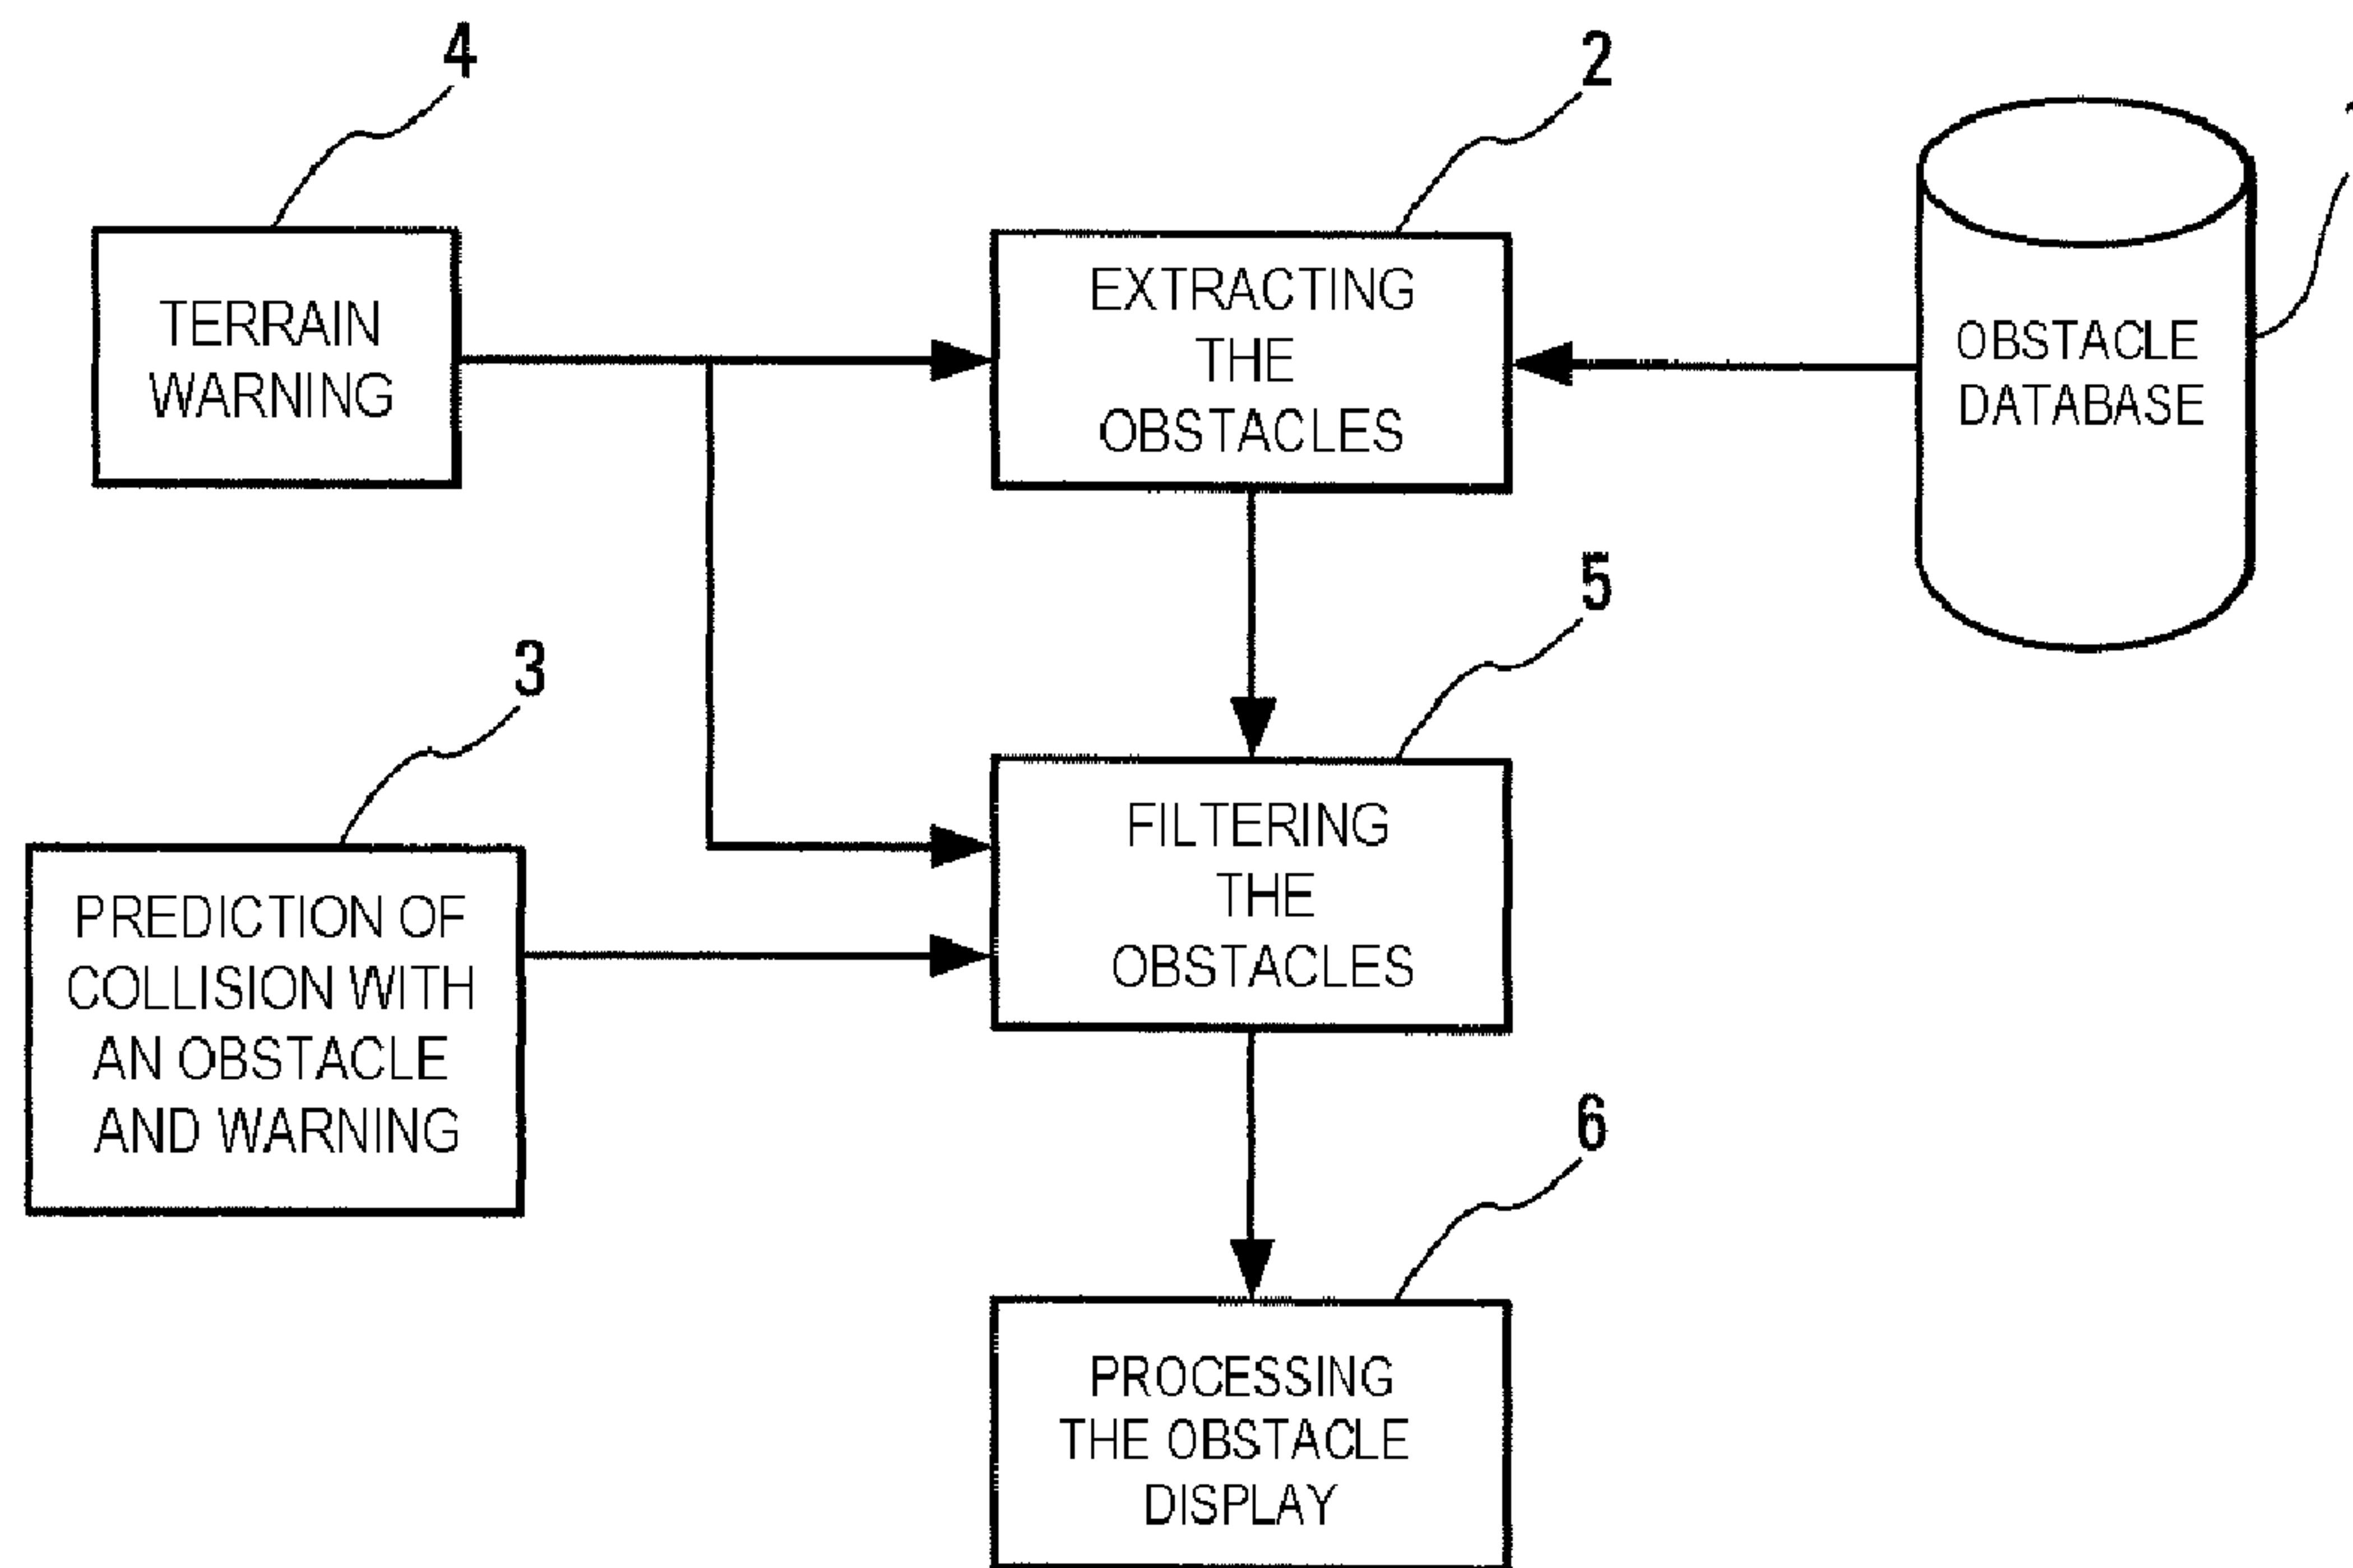 4
2
TERRAIN
WARNING
EXTRACTING
THE
OBSTACLES
OBSTACLE
DATABASE
5
3
FILTERING
THE
OBSTACLES
PREDICTION OF
COLLISION WITH
AN OBSTACLE
AND WARNING
6
PROCESSING
THE OBSTACLE
DISPLAY